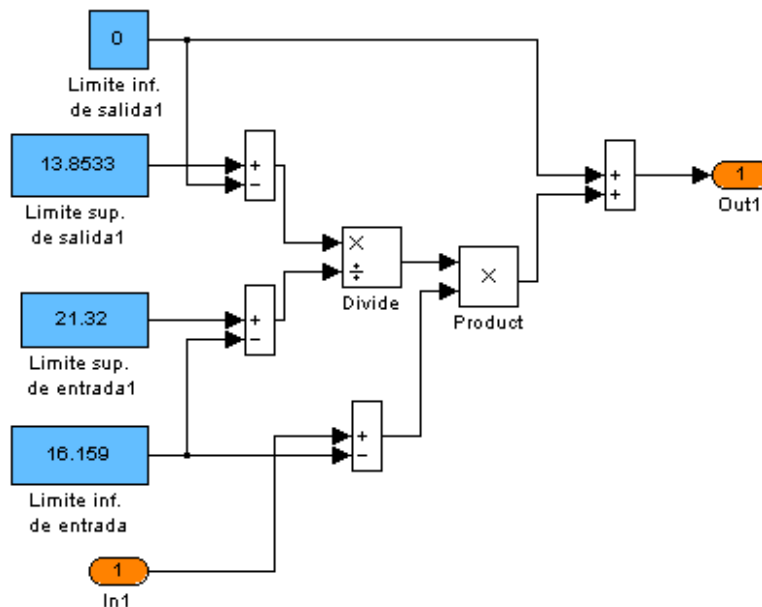 0
Limite inf.
de salida1
13.8533
Limite sup.
de salida1
21.32
Limite sup.
de entrada1
16.159
Limite inf.
de entrada
1
In1
+
−
+
−
+
−
×
÷
Divide
×
Product
+
+
1
Out1